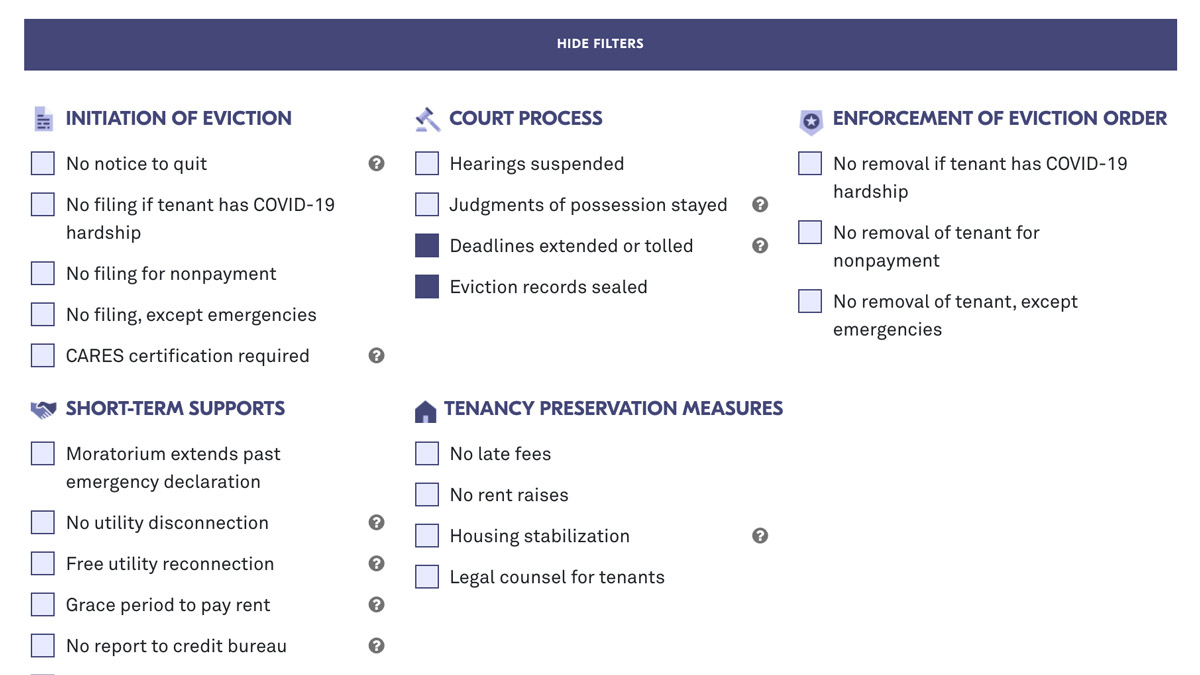 HIDE FILTERS
INITIATION OF EVICTION
No notice to quit
?
No filing if tenant has COVID-19
hardship
No filing for nonpayment
No filing, except emergencies
CARES certification required
?
COURT PROCESS
Hearings suspended
Judgments of possession stayed
?
Deadlines extended or tolled
?
Eviction records sealed
ENFORCEMENT OF EVICTION ORDER
No removal if tenant has COVID-19
hardship
No removal of tenant for
nonpayment
No removal of tenant, except
emergencies
SHORT-TERM SUPPORTS
Moratorium extends past
emergency declaration
No utility disconnection
?
Free utility reconnection
?
Grace period to pay rent
?
No report to credit bureau
?
TENANCY PRESERVATION MEASURES
No late fees
No rent raises
Housing stabilization
?
Legal counsel for tenants